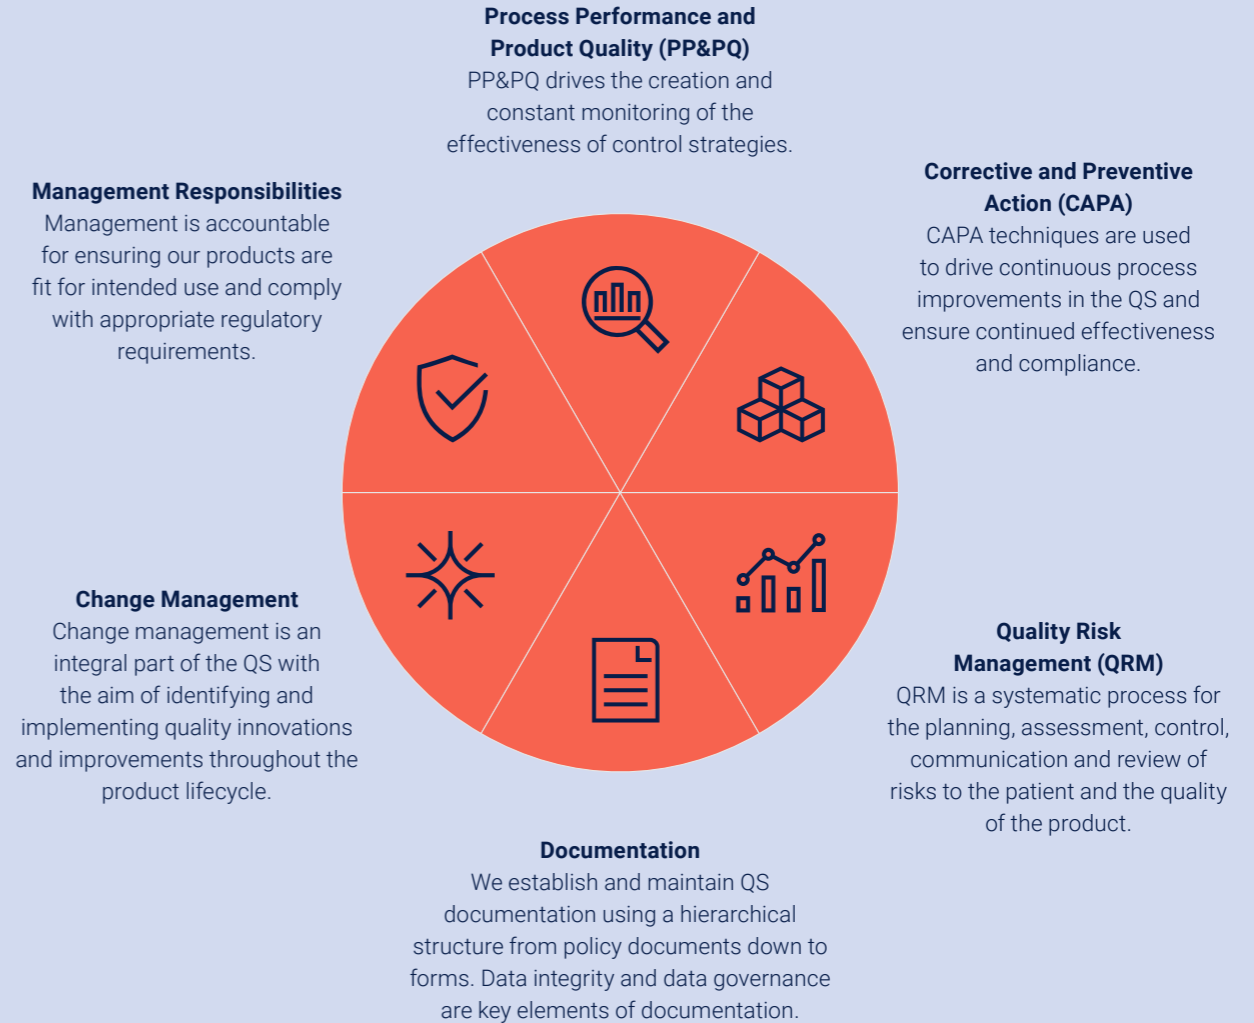 Process Performance and
Product Quality (PP&PQ)
PP&PQ drives the creation and
constant monitoring of the
effectiveness of control strategies.
Corrective and Preventive
Action (CAPA)
CAPA techniques are used
to drive continuous process
improvements in the QS and
ensure continued effectiveness
and compliance.
Quality Risk
Management (QRM)
QRM is a systematic process for
the planning, assessment, control,
communication and review of
risks to the patient and the quality
of the product.
Documentation
We establish and maintain QS
documentation using a hierarchical
structure from policy documents down to
forms. Data integrity and data governance
are key elements of documentation.
Change Management
Change management is an
integral part of the QS with
the aim of identifying and
implementing quality innovations
and improvements throughout the
product lifecycle.
Management Responsibilities
Management is accountable
for ensuring our products are
fit for intended use and comply
with appropriate regulatory
requirements.